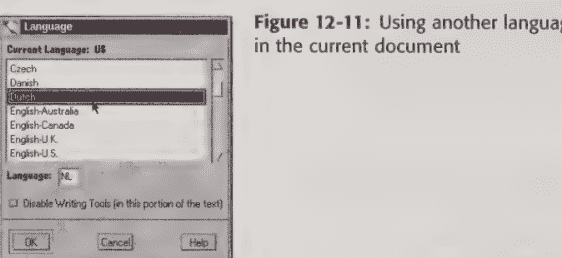 Language
Current Language: US
Czech
Danish
Dutch
English-Australia
English-Canada
English-U.K.
English-U.S.
Language: NL
Disable Writing Tools (in this portion of the text)
OK Cancel Help
Figure 12-11: Using another languag
in the current document